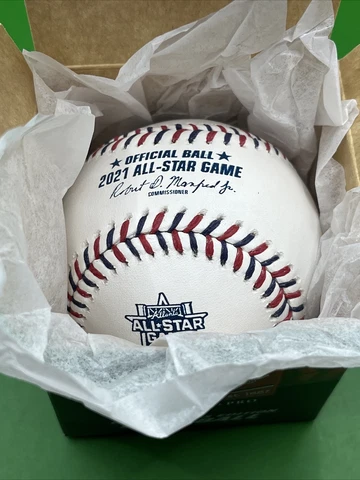 ★ OFFICIAL BALL ★
2021 ALL-STAR GAME
Robert D. Manfred Jr.
COMMISSIONER
ALL★STAR